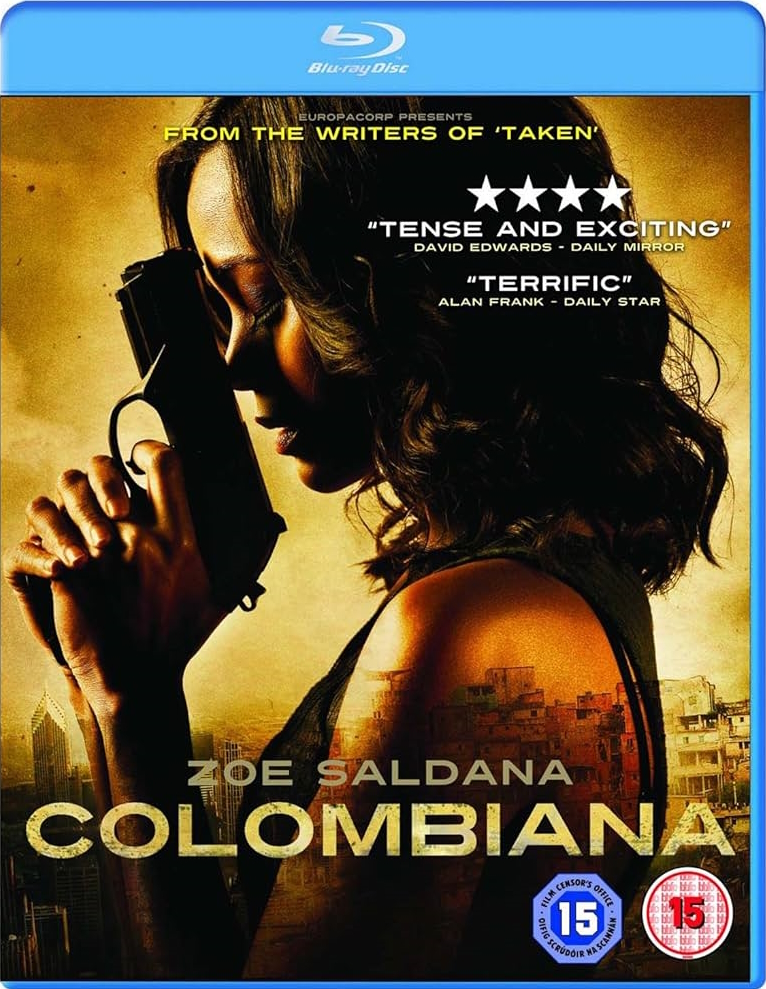 Blu-ray Disc
EUROPACORP PRESENTS
FROM THE WRITERS OF ‘TAKEN’
“TENSE AND EXCITING”
DAVID EDWARDS - DAILY MIRROR
“TERRIFIC”
ALAN FRANK - DAILY STAR
ZOE SALDANA
COLOMBIANA
FILM CENSOR'S OFFICE
15
OIFIG SCRÚDÓIR NA SCANNÁN
15